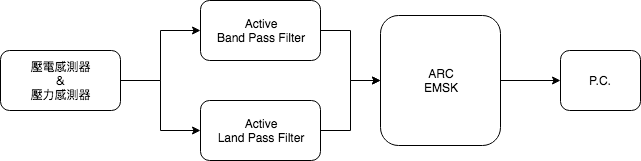 壓電感測器
&
壓力感測器
Active
Band Pass Filter
Active
Land Pass Filter
ARC
EMSK
P.C.